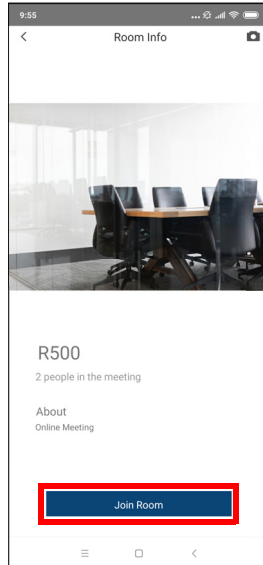 9:55
Room Info
R500
2 people in the meeting
About
Online Meeting
Join Room